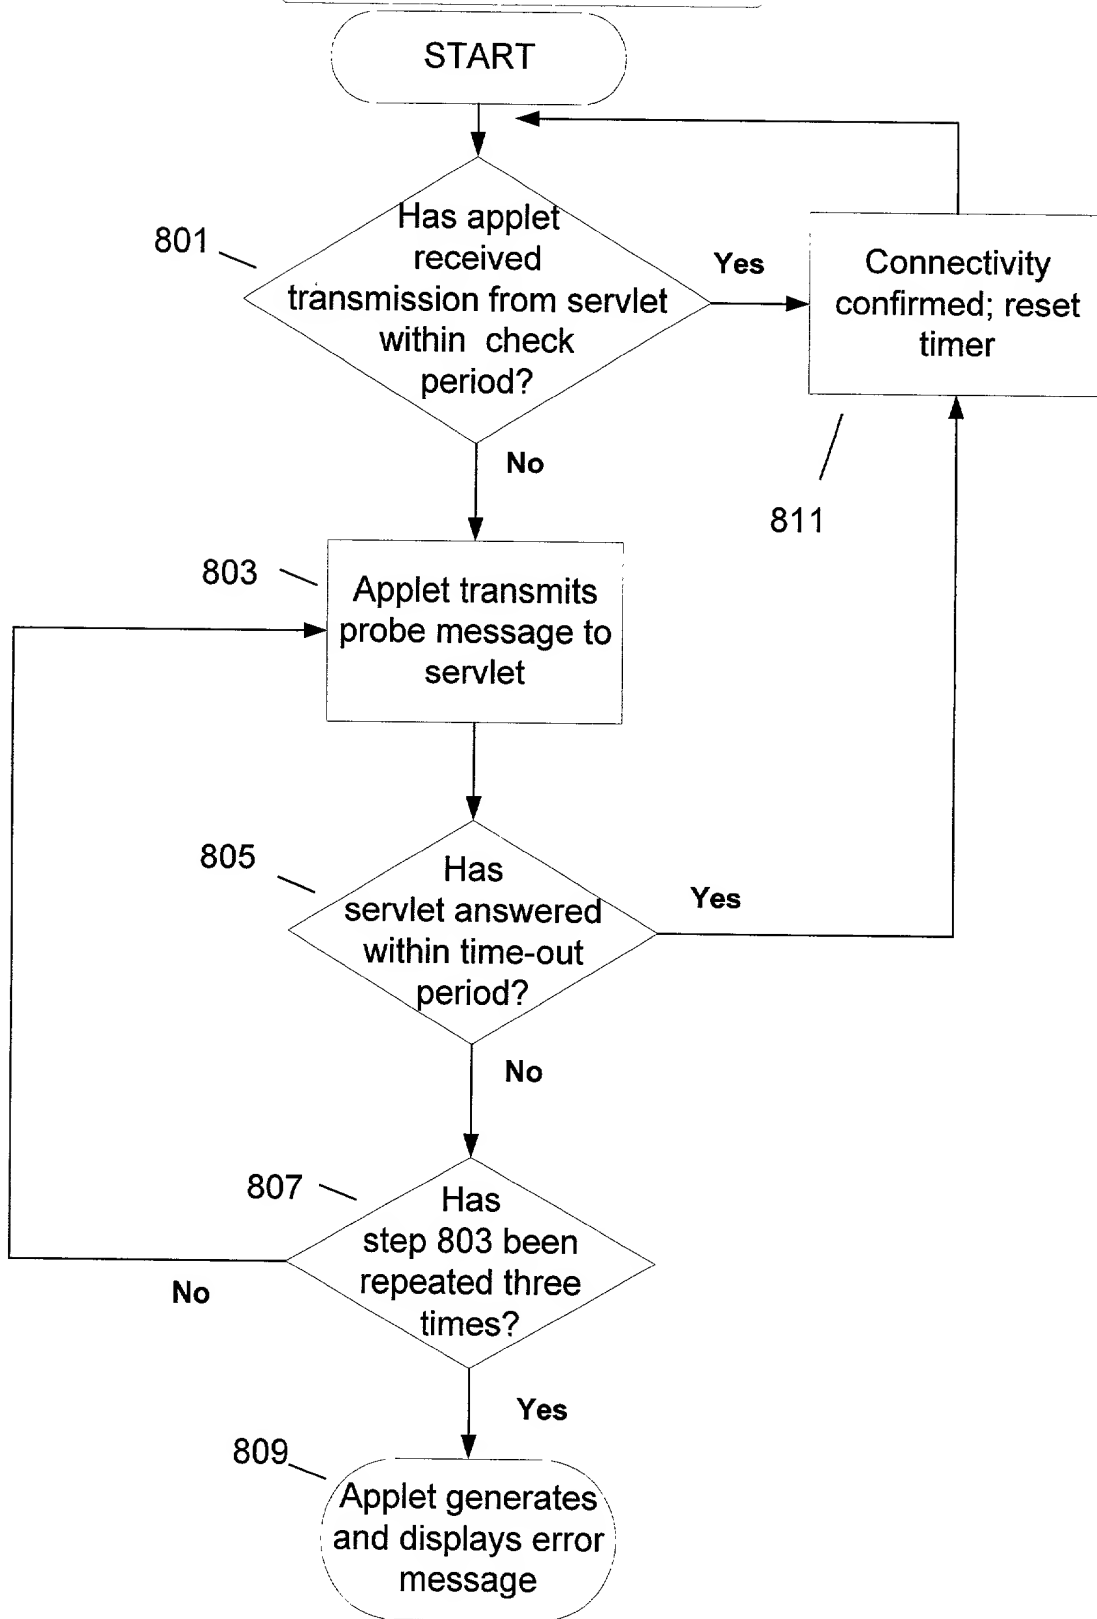 START
801
Has applet
received
transmission from servlet
within check
period?
Yes
Connectivity
confirmed; reset
timer
No
811
803
Applet transmits
probe message to
servlet
805
Has
servlet answered
within time-out
period?
Yes
No
807
Has
step 803 been
repeated three
times?
No
Yes
809
Applet generates
and displays error
message